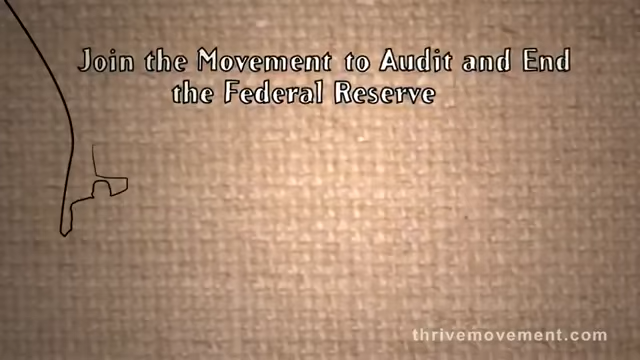 Join the Movement to Audit and End
the Federal Reserve
thrivemovement.com